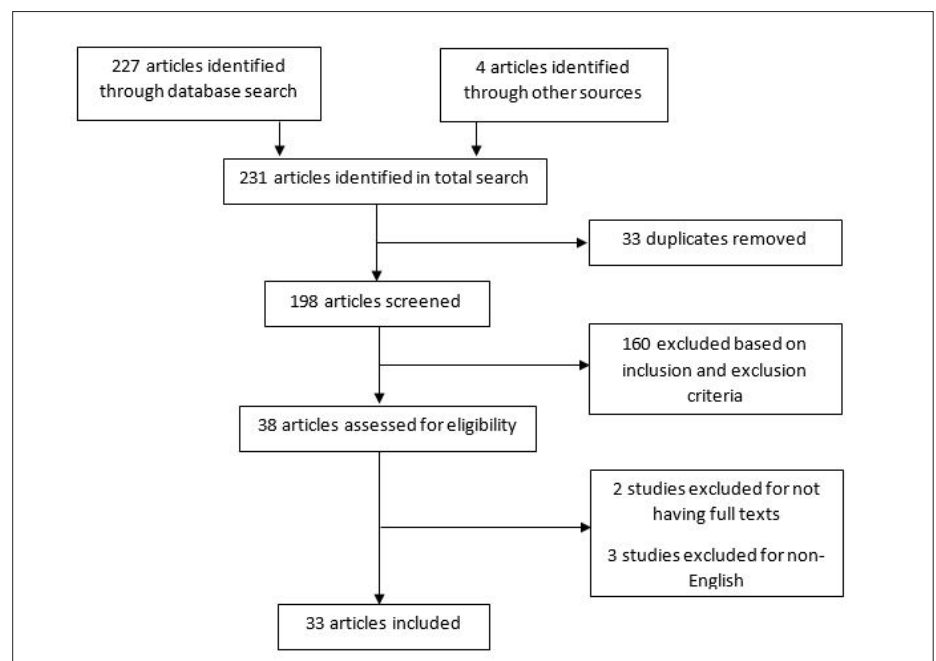 227 articles identified
through database search
4 articles identified
through other sources
231 articles identified in total search
33 duplicates removed
198 articles screened
160 excluded based on
inclusion and exclusion
criteria
38 articles assessed for eligibility
2 studies excluded for not
having full texts
3 studies excluded for non-
English
33 articles included